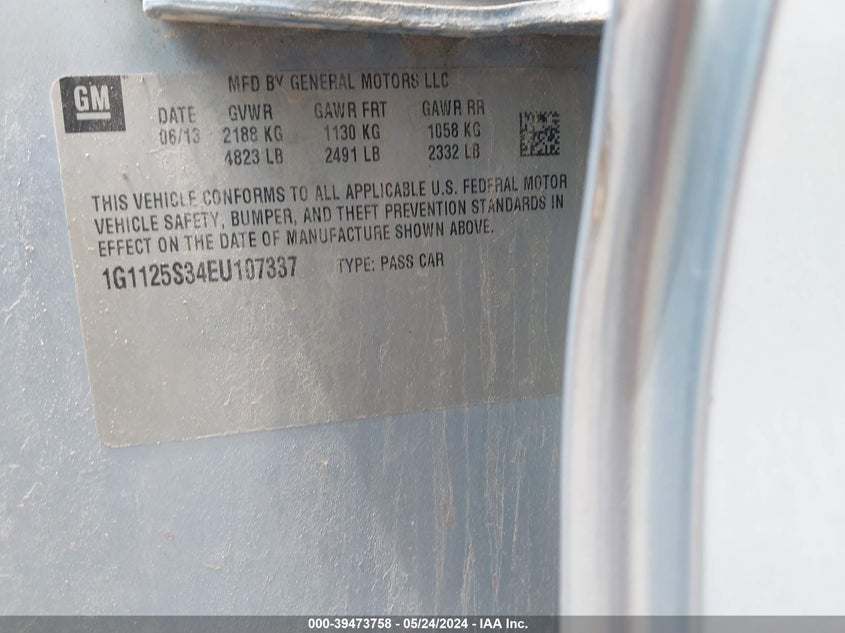 GM
MFD BY GENERAL MOTORS LLC
DATE GVWR GAWR FRT GAWR RR
06/13 2188 KG 1130 KG 1058 KG
4823 LB 2491 LB 2332 LB
THIS VEHICLE CONFORMS TO ALL APPLICABLE U.S. FEDERAL MOTOR
VEHICLE SAFETY, BUMPER, AND THEFT PREVENTION STANDARDS IN
EFFECT ON THE DATE OF MANUFACTURE SHOWN ABOVE.
1G1125S34EU107337 TYPE: PASS CAR
000-39473758 - 05/24/2024 - IAA Inc.